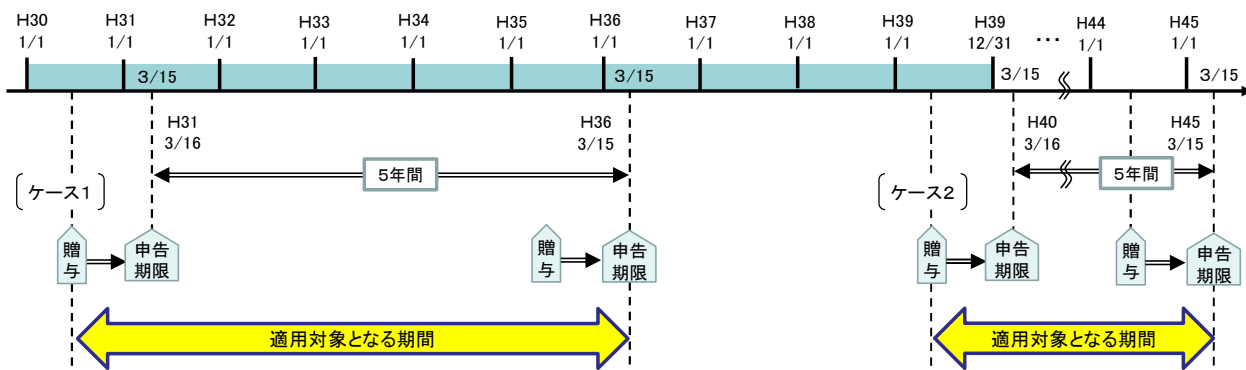 H30 H31 H32 H33 H34 H35 H36 H37 H38 H39 H39 … H44 H45
1/1 1/1 1/1 1/1 1/1 1/1 1/1 1/1 1/1 1/1 12/31 1/1 1/1
3/15 3/15 3/15 3/15
H31 H36 H40 H45
3/16 3/15 3/16 3/15
5年間 5年間
ケース1 ケース2
贈与 申告期限 贈与 申告期限 贈与 申告期限 贈与 申告期限
適用対象となる期間 適用対象となる期間